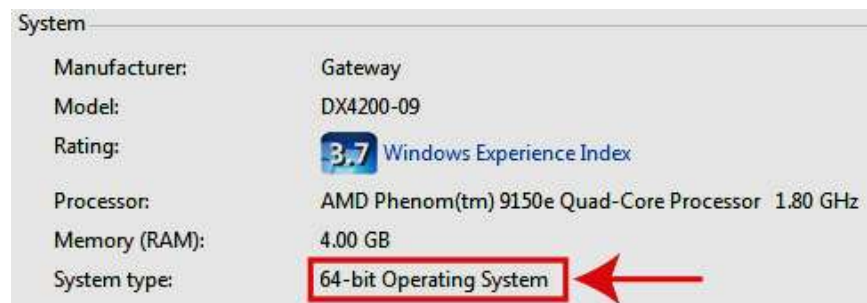 System
Manufacturer: Gateway
Model: DX4200-09
Rating: 3.7 Windows Experience Index
Processor: AMD Phenom(tm) 9150e Quad-Core Processor 1.80 GHz
Memory (RAM): 4.00 GB
System type: 64-bit Operating System